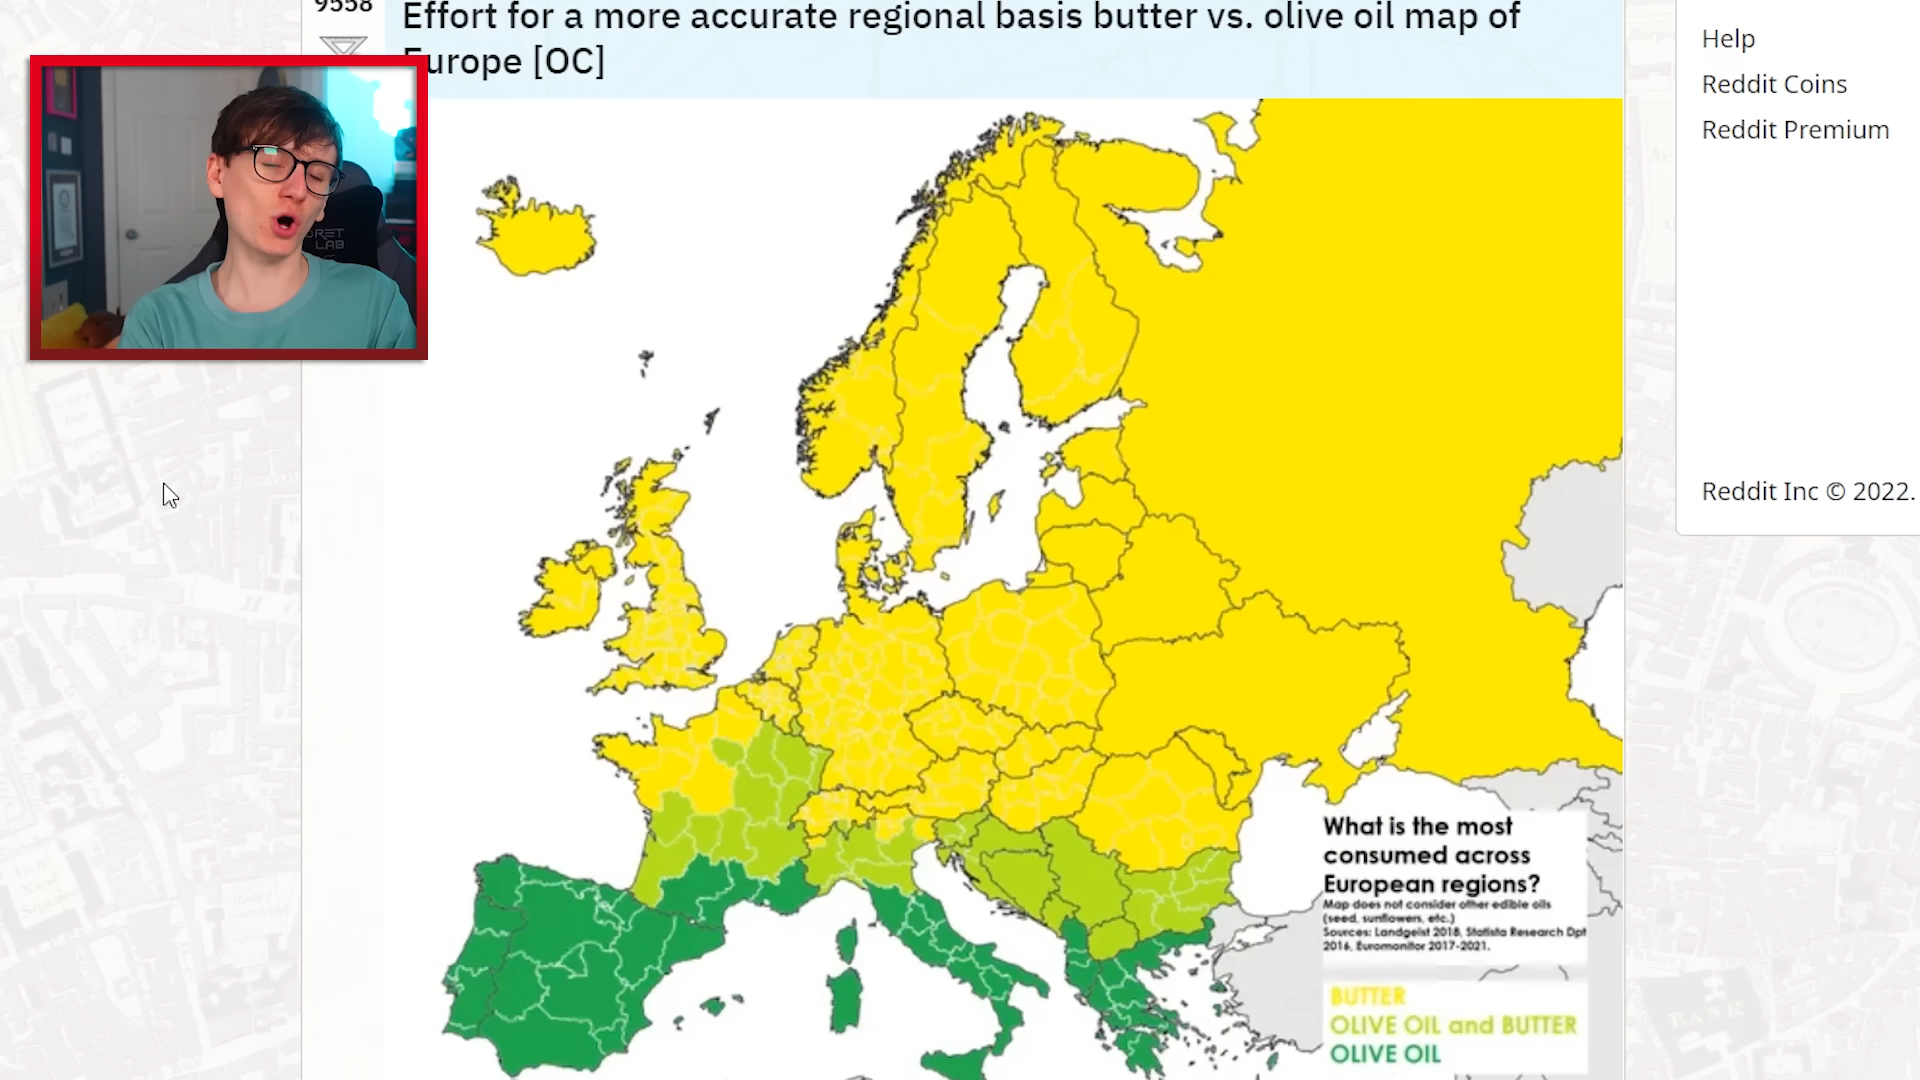 9558
Effort for a more accurate regional basis butter vs. olive oil map of
urope [OC]
RET
LAB
Help
Reddit Coins
Reddit Premium
Reddit Inc © 2022.
What is the most
consumed across
European regions?
Map does not consider other edible oils
(seed, sunflowers, etc.)
Sources: Landgeist 2018, Statista Research Dpt
2016, Euromonitor 2017-2021.
BUTTER
OLIVE OIL and BUTTER
OLIVE OIL